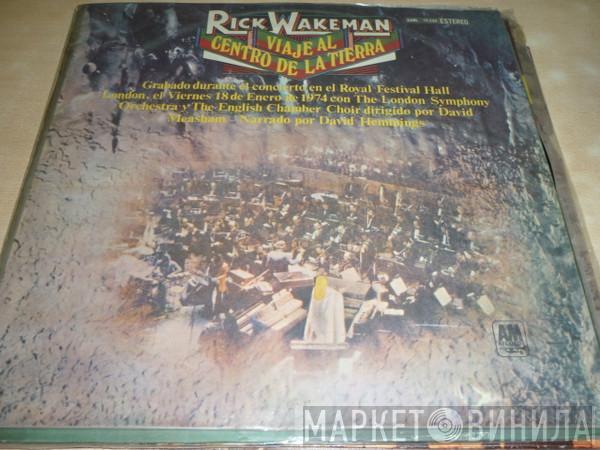 RICK WAKEMAN
VIAJE AL
CENTRO DE LA TIERRA
ESTEREO
Grabado durante el concierto en el Royal Festival Hall
London, el Viernes 18 de Enero de 1974 con The London Symphony
Orchestra y The English Chamber Choir dirigido por David
Measham Narrado por David Hemmings
AM
МАРКЕТ ВИНИЛА